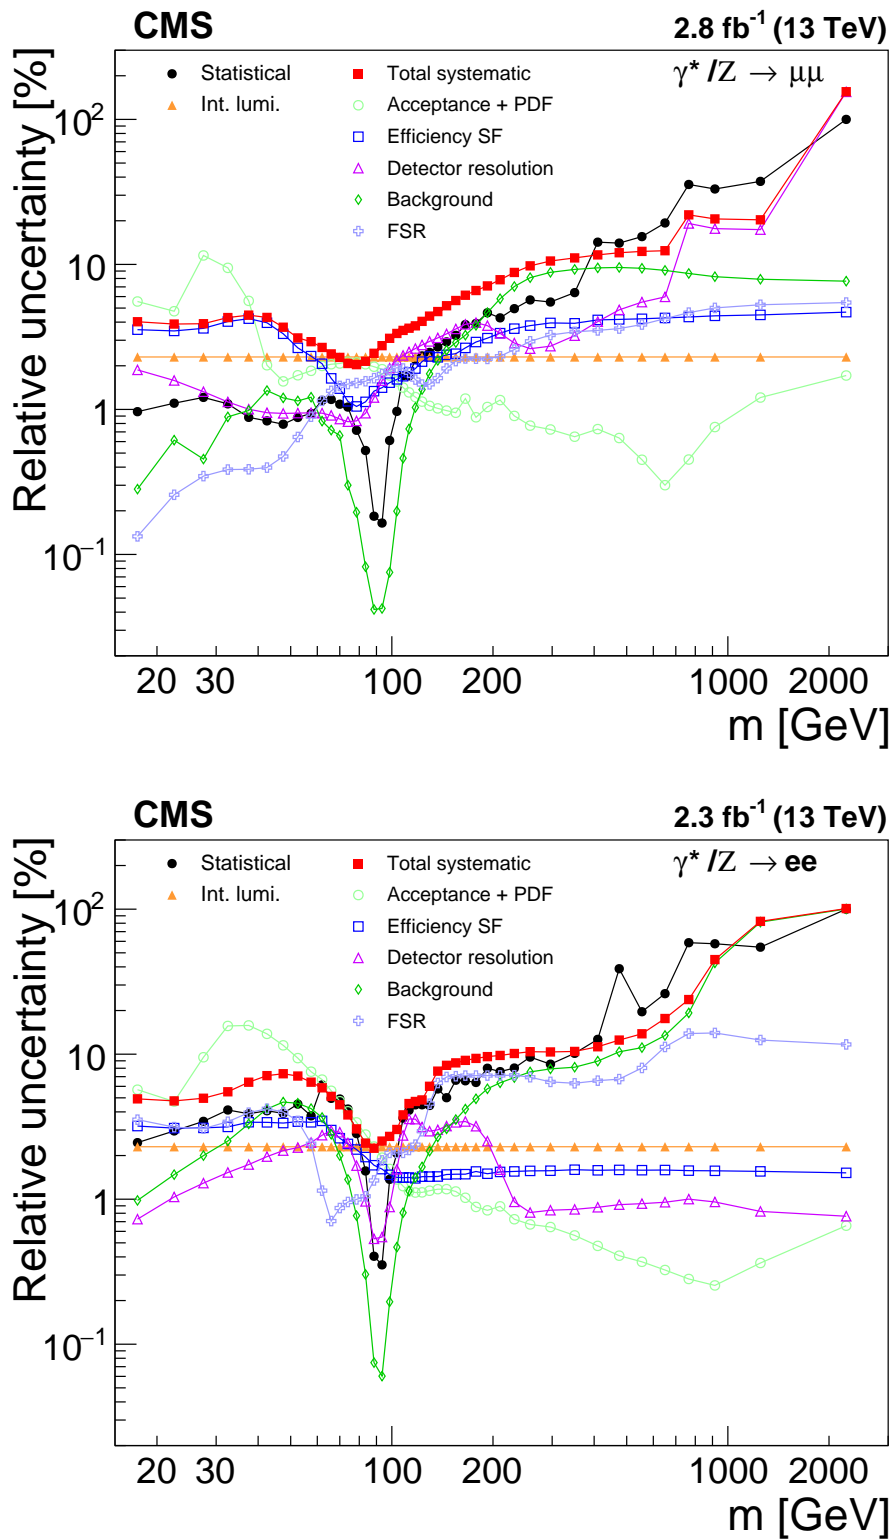 CMS 2.8 fb⁻¹ (13 TeV)
Relative uncertainty [%]
Statistical
Int. lumi.
Total systematic
Acceptance + PDF
Efficiency SF
Detector resolution
Background
FSR
γ* /Z → μμ
10²
10
1
10⁻¹
20 30 100 200 1000 2000
m [GeV]
CMS 2.3 fb⁻¹ (13 TeV)
Relative uncertainty [%]
Statistical
Int. lumi.
Total systematic
Acceptance + PDF
Efficiency SF
Detector resolution
Background
FSR
γ* /Z → ee
10²
10
1
10⁻¹
20 30 100 200 1000 2000
m [GeV]